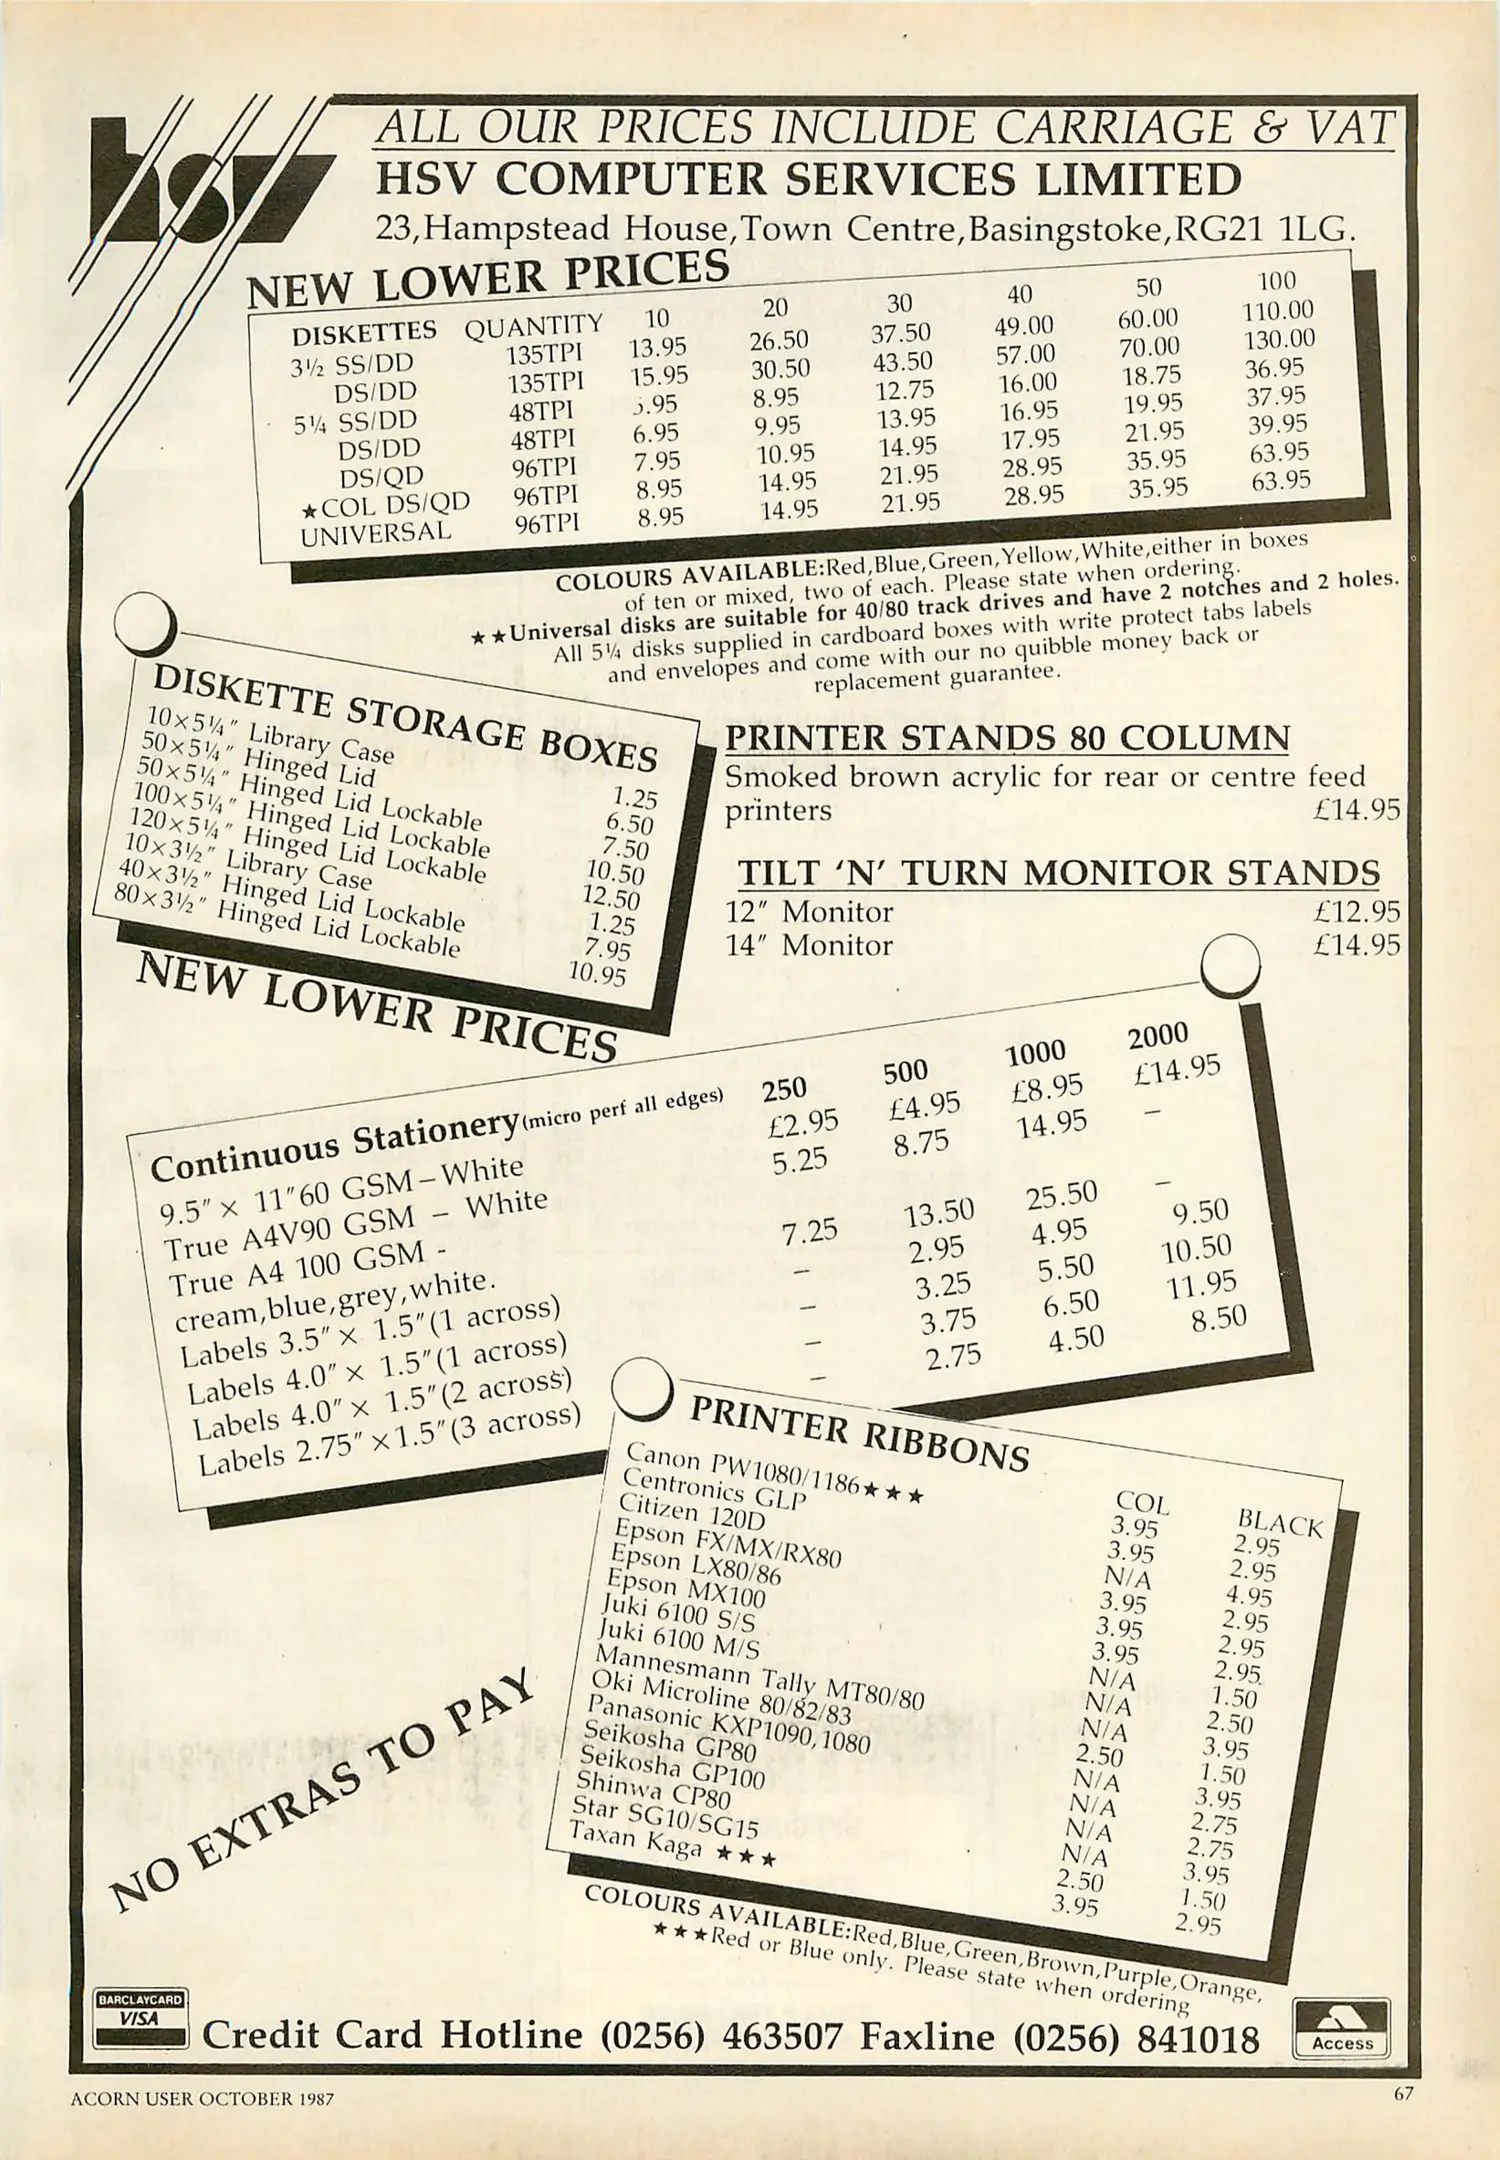 hsv
ALL OUR PRICES INCLUDE CARRIAGE & VAT
HSV COMPUTER SERVICES LIMITED
23,Hampstead House,Town Centre,Basingstoke,RG21 1LG.
NEW LOWER PRICES
DISKETTES QUANTITY 10 20 30 40 50 100
3½ SS/DD 135TPI 13.95 26.50 37.50 49.00 60.00 110.00
DS/DD 135TPI 15.95 30.50 43.50 57.00 70.00 130.00
5¼ SS/DD 48TPI .95 8.95 12.75 16.00 18.75 36.95
DS/DD 48TPI 6.95 9.95 13.95 16.95 19.95 37.95
DS/QD 96TPI 7.95 10.95 14.95 17.95 21.95 39.95
★COL DS/QD 96TPI 8.95 14.95 21.95 28.95 35.95 63.95
UNIVERSAL 96TPI 8.95 14.95 21.95 28.95 35.95 63.95
COLOURS AVAILABLE:Red,Blue,Green,Yellow,White,either in boxes
of ten or mixed, two of each. Please state when ordering.
★★Universal disks are suitable for 40/80 track drives and have 2 notches and 2 holes.
All 5¼ disks supplied in cardboard boxes with write protect tabs labels
and envelopes and come with our no quibble money back or
replacement guarantee.
DISKETTE STORAGE BOXES
10×5¼" Library Case 1.25
50×5¼" Hinged Lid 6.50
50×5¼" Hinged Lid Lockable 7.50
100×5¼" Hinged Lid Lockable 10.50
120×5¼" Hinged Lid Lockable 12.50
10×3½" Library Case 1.25
40×3½" Hinged Lid Lockable 7.95
80×3½" Hinged Lid Lockable 10.95
NEW LOWER PRICES
PRINTER STANDS 80 COLUMN
Smoked brown acrylic for rear or centre feed
printers £14.95
TILT 'N' TURN MONITOR STANDS
12" Monitor £12.95
14" Monitor £14.95
Continuous Stationery(micro perf all edges) 250 500 1000 2000
9.5" × 11"60 GSM–White £2.95 £4.95 £8.95 £14.95
True A4V90 GSM – White 5.25 8.75 14.95 –
True A4 100 GSM -
cream,blue,grey,white. 7.25 13.50 25.50 –
Labels 3.5" × 1.5"(1 across) – 2.95 4.95 9.50
Labels 4.0" × 1.5"(1 across) – 3.25 5.50 10.50
Labels 4.0" × 1.5"(2 across) – 3.75 6.50 11.95
Labels 2.75" ×1.5"(3 across) – 2.75 4.50 8.50
PRINTER RIBBONS
COL BLACK
Canon PW1080/1186★★★ 3.95 2.95
Centronics GLP 3.95 2.95
Citizen 120D N/A 4.95
Epson FX/MX/RX80 3.95 2.95
Epson LX80/86 3.95 2.95
Epson MX100 3.95 2.95
Juki 6100 S/S N/A 1.50
Juki 6100 M/S N/A 2.50
Mannesmann Tally MT80/80 N/A 3.95
Oki Microline 80/82/83 2.50 1.50
Panasonic KXP1090,1080 N/A 3.95
Seikosha GP80 N/A 2.75
Seikosha GP100 N/A 2.75
Shinwa CP80 N/A 3.95
Star SG10/SG15 2.50 1.50
Taxan Kaga ★★★ 3.95 2.95
COLOURS AVAILABLE:Red,Blue,Green,Brown,Purple,Orange,
★★★Red or Blue only. Please state when ordering
NO EXTRAS TO PAY
BARCLAYCARD
VISA
Credit Card Hotline (0256) 463507 Faxline (0256) 841018
Access
ACORN USER OCTOBER 1987
67